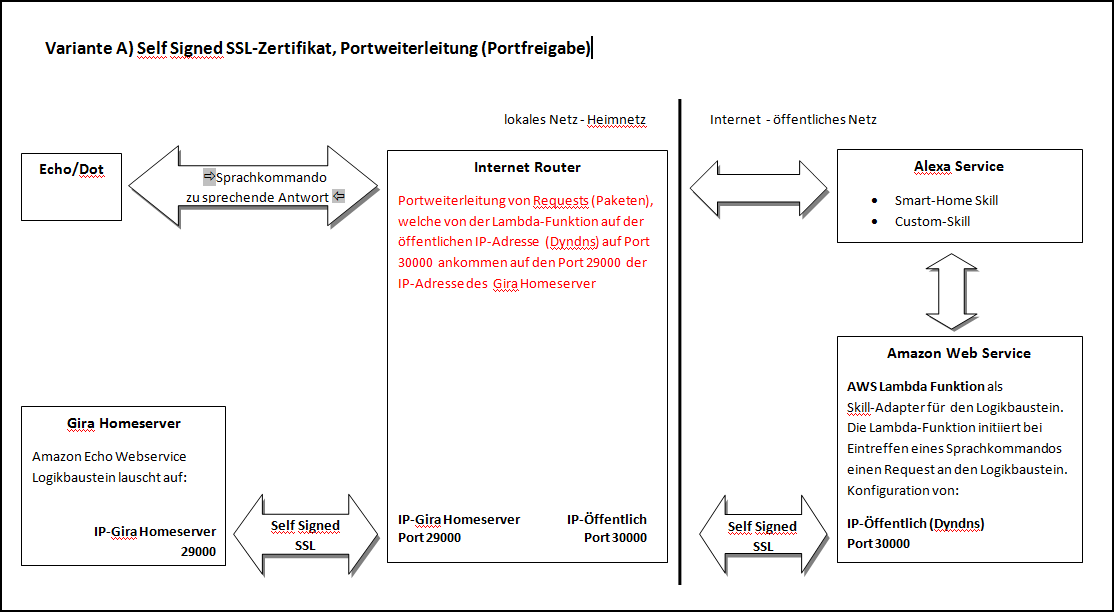 Variante A) Self Signed SSL-Zertifikat, Portweiterleitung (Portfreigabe)
lokales Netz - Heimnetz
Internet - öffentliches Netz
Echo/Dot
⇨Sprachkommando
zu sprechende Antwort ⇦
Internet Router
Portweiterleitung von Requests (Paketen),
welche von der Lambda-Funktion auf der
öffentlichen IP-Adresse (Dyndns) auf Port
30000 ankommen auf den Port 29000 der
IP-Adresse des Gira Homeserver
Alexa Service
• Smart-Home Skill
• Custom-Skill
Amazon Web Service
AWS Lambda Funktion als
Skill-Adapter für den Logikbaustein.
Die Lambda-Funktion initiiert bei
Eintreffen eines Sprachkommandos
einen Request an den Logikbaustein.
Konfiguration von:
IP-Öffentlich (Dyndns)
Port 30000
Gira Homeserver
Amazon Echo Webservice
Logikbaustein lauscht auf:
IP-Gira Homeserver
29000
Self Signed
SSL
IP-Gira Homeserver
Port 29000
IP-Öffentlich
Port 30000
Self Signed
SSL